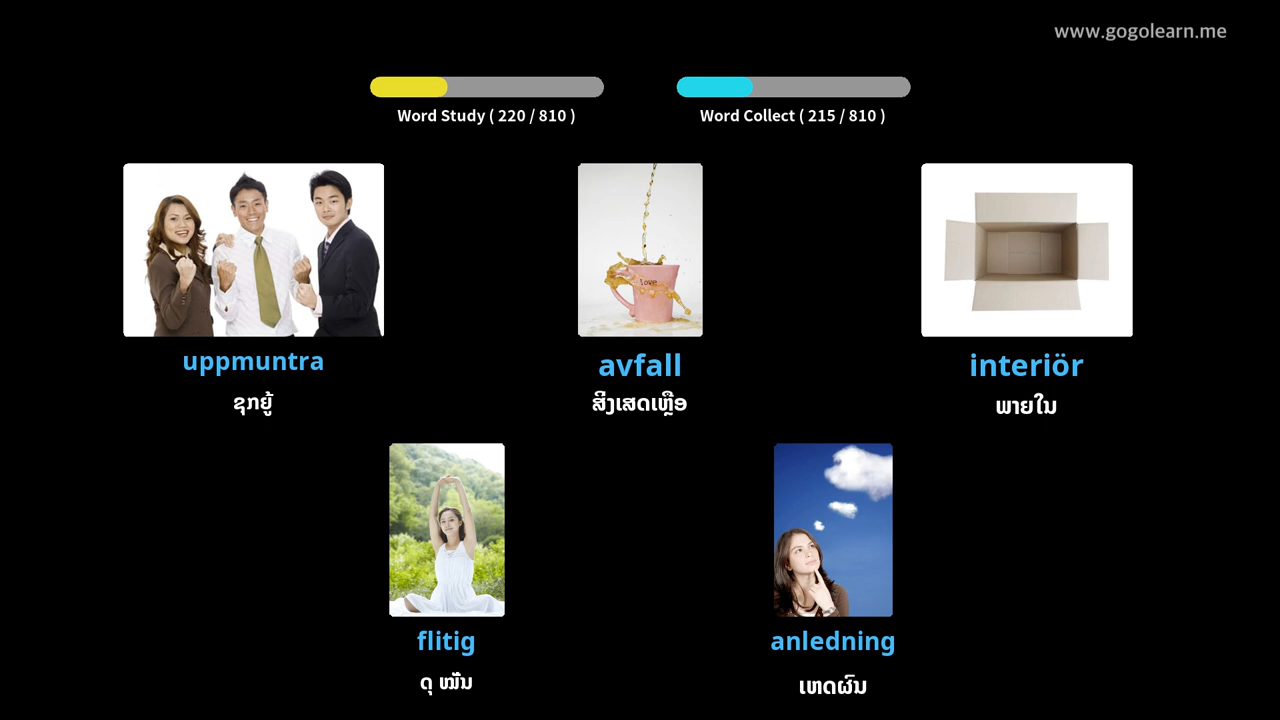 www.gogolearn.me
Word Study ( 220 / 810 )
Word Collect ( 215 / 810 )
love
uppmuntra
avfall
interiör
ຊຸກຍູ້
ສິ່ງເສດເຫຼືອ
ພາຍໃນ
flitig
anledning
ດຸ ໝັ່ນ
ເຫດຜົນ